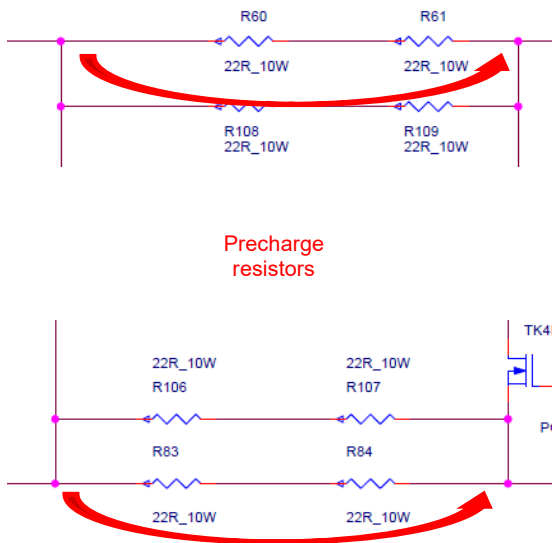 R60 R61
22R_10W 22R_10W
R108 R109
22R_10W 22R_10W
Precharge
resistors
TK4
22R_10W 22R_10W
R106 R107
P
R83 R84
22R_10W 22R_10W